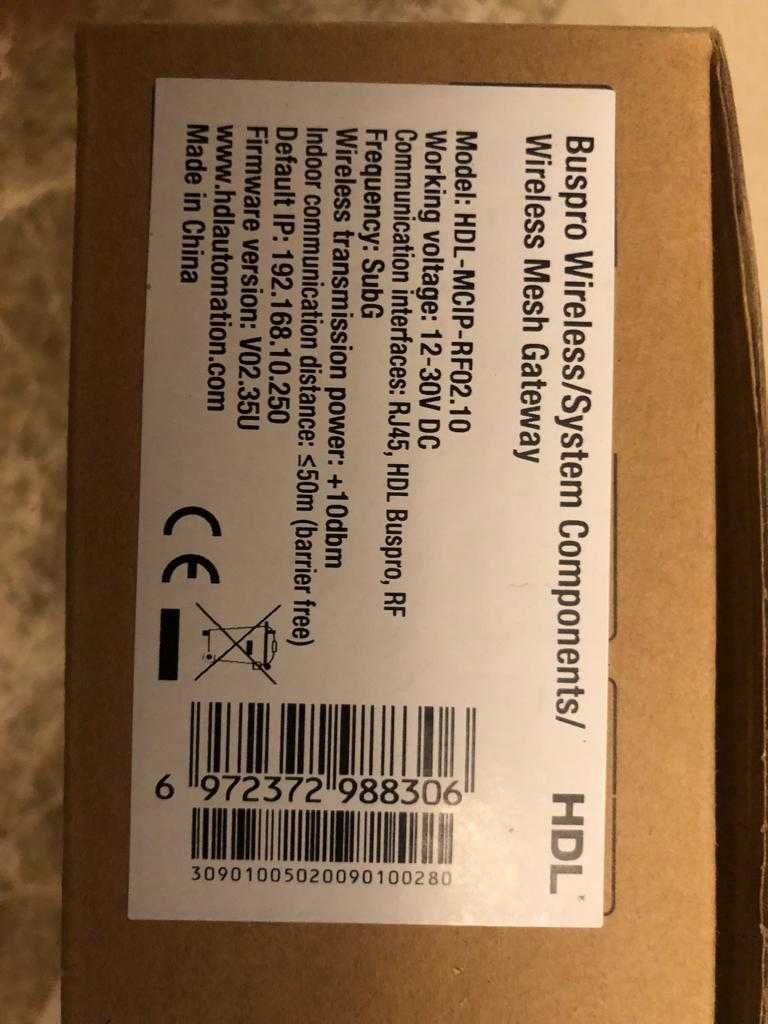 Buspro Wireless/System Components/
Wireless Mesh Gateway
HDL
Model: HDL-MCIP-RF02.10
Working voltage: 12-30V DC
Communication interfaces: RJ45, HDL Buspro, RF
Frequency: SubG
Wireless transmission power: +10dbm
Indoor communication distance: ≤50m (barrier free)
Default IP: 192.168.10.250
Firmware version: V02.35U
www.hdlautomation.com
Made in China
CE
6 972372 988306
30901005020090100280